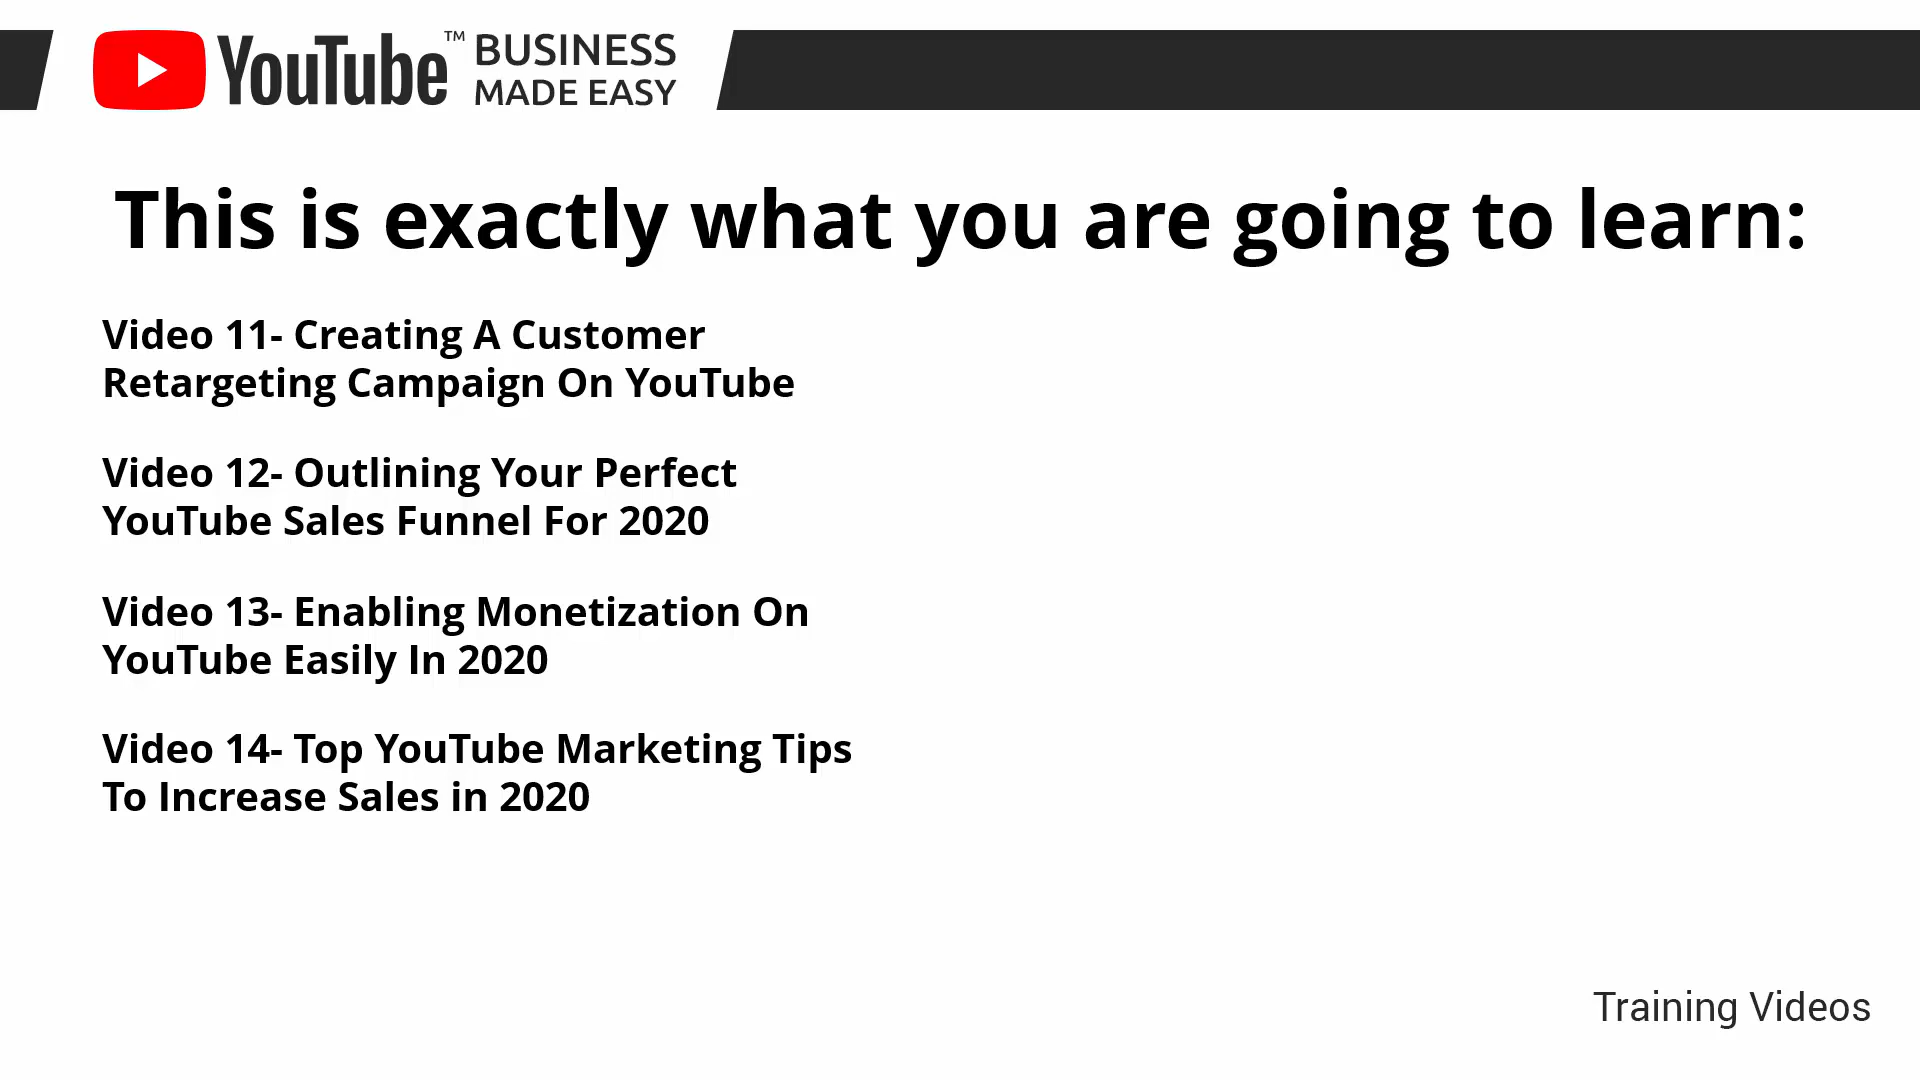 YouTube™ BUSINESS
MADE EASY
This is exactly what you are going to learn:
Video 11- Creating A Customer
Retargeting Campaign On YouTube
Video 12- Outlining Your Perfect
YouTube Sales Funnel For 2020
Video 13- Enabling Monetization On
YouTube Easily In 2020
Video 14- Top YouTube Marketing Tips
To Increase Sales in 2020
Training Videos